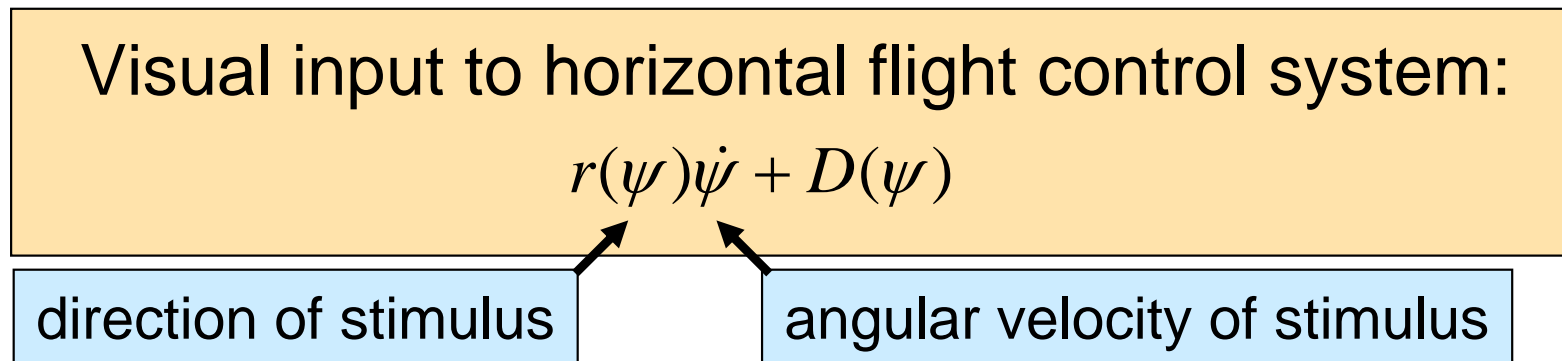 Visual input to horizontal flight control system:
r(ψ)ψ̇ + D(ψ)
direction of stimulus
angular velocity of stimulus